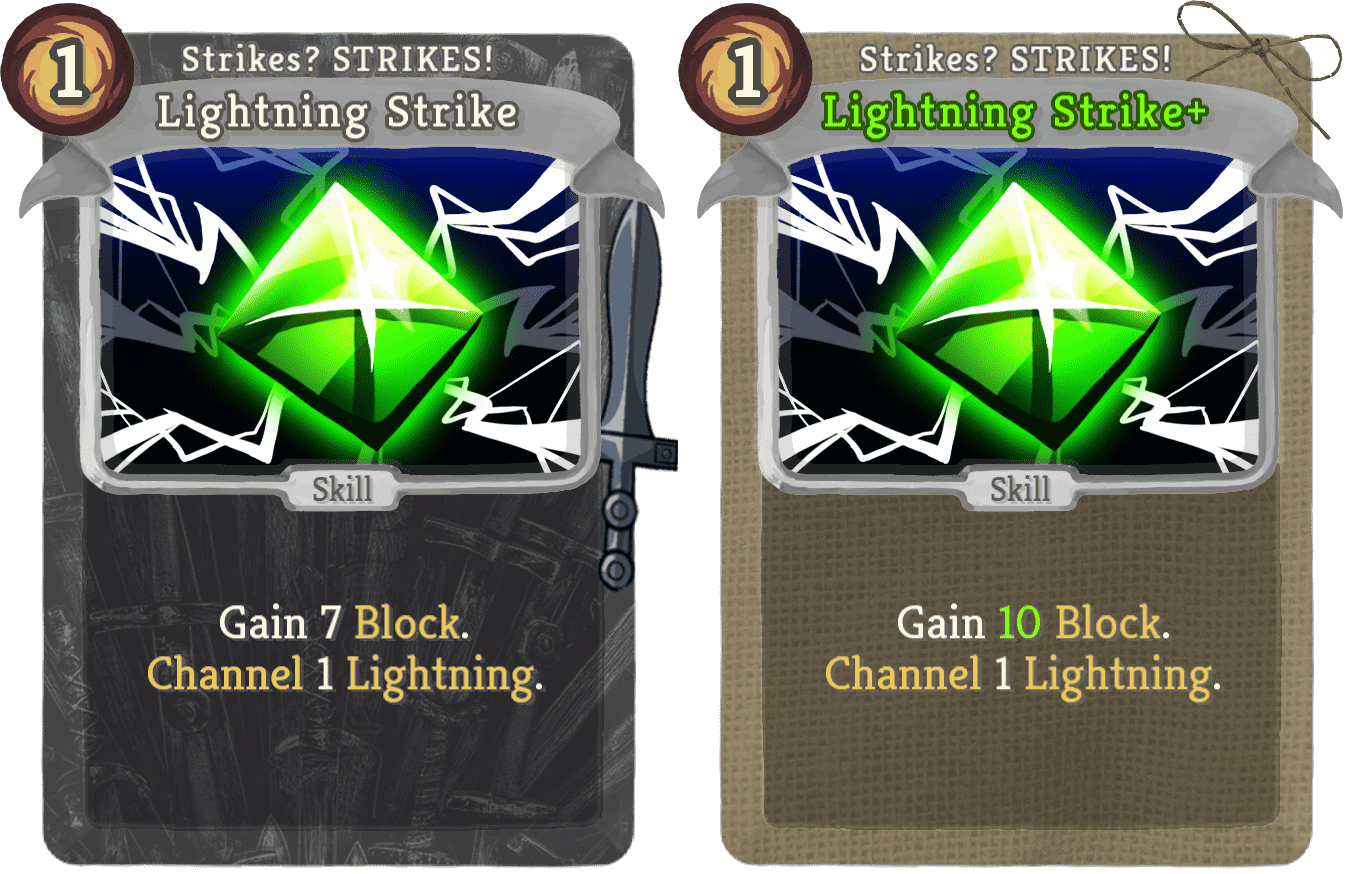 1
Strikes? STRIKES!
Lightning Strike
Skill
Gain 7 Block.
Channel 1 Lightning.
1
Strikes? STRIKES!
Lightning Strike+
Skill
Gain 10 Block.
Channel 1 Lightning.